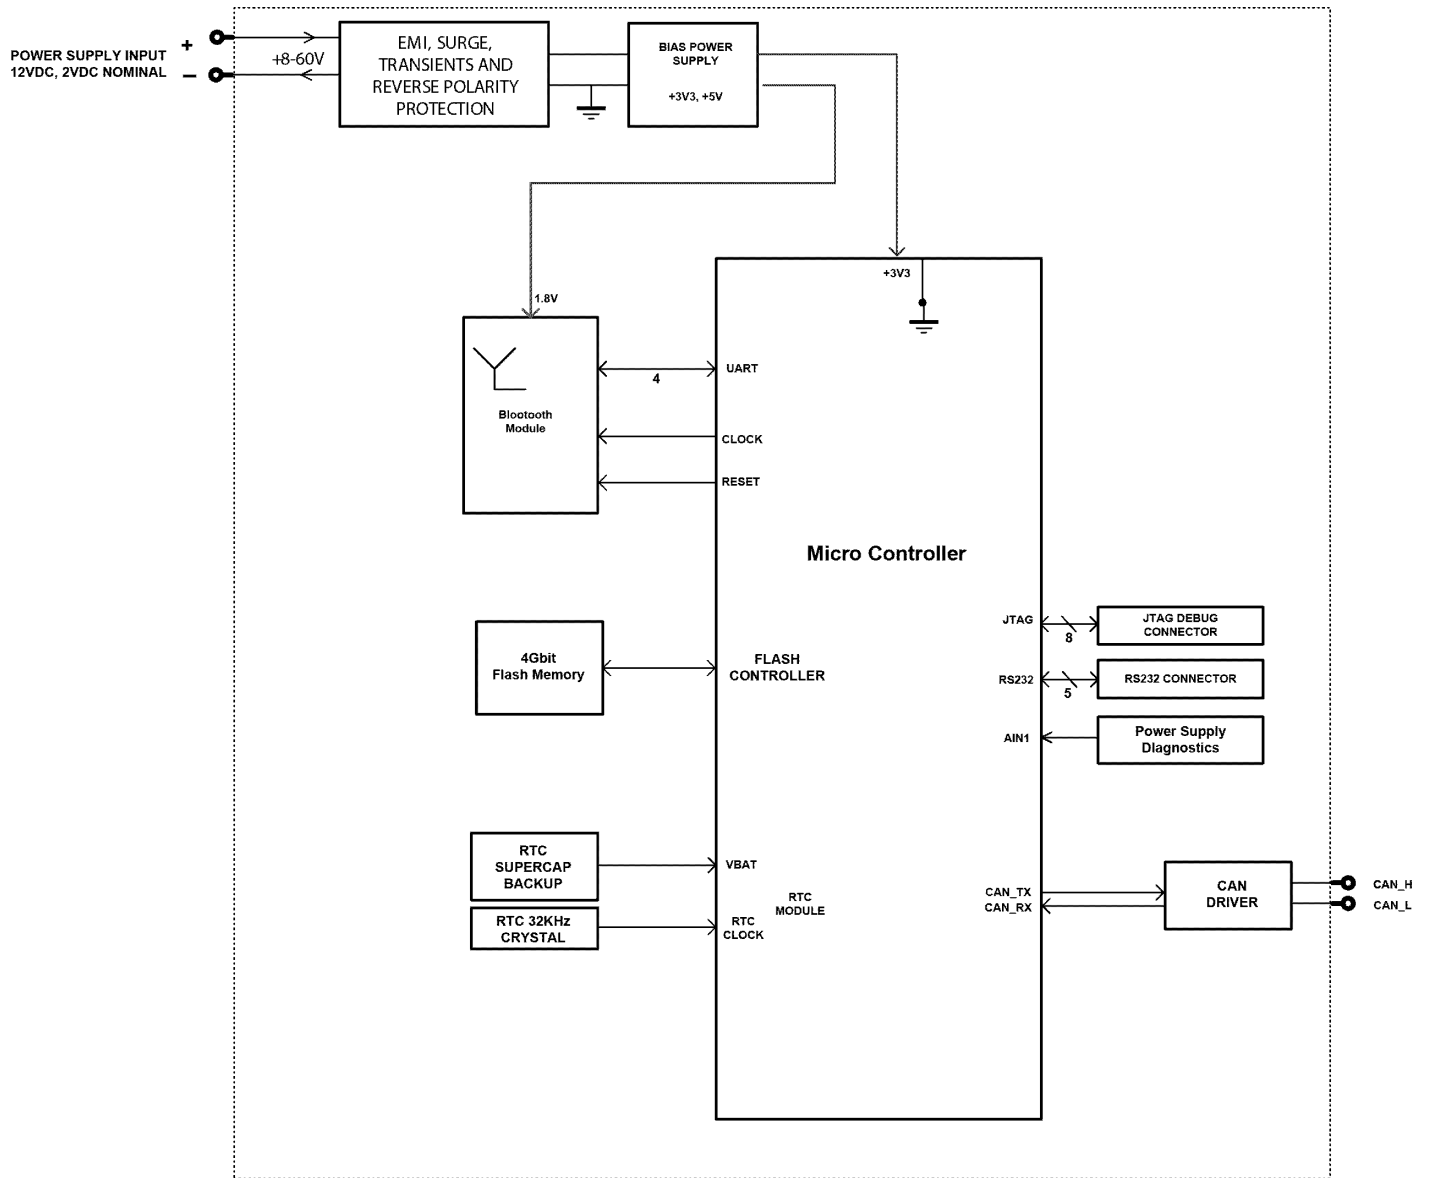 POWER SUPPLY INPUT
12VDC, 2VDC NOMINAL
+
−
+8-60V
EMI, SURGE,
TRANSIENTS AND
REVERSE POLARITY
PROTECTION
BIAS POWER
SUPPLY
+3V3, +5V
+3V3
1.8V
Blootooth
Module
4
UART
CLOCK
RESET
Micro Controller
4Gbit
Flash Memory
FLASH
CONTROLLER
JTAG
8
JTAG DEBUG
CONNECTOR
RS232
5
RS232 CONNECTOR
AIN1
Power Supply
DIagnostics
RTC
SUPERCAP
BACKUP
VBAT
RTC 32KHz
CRYSTAL
RTC
CLOCK
RTC
MODULE
CAN_TX
CAN_RX
CAN
DRIVER
CAN_H
CAN_L